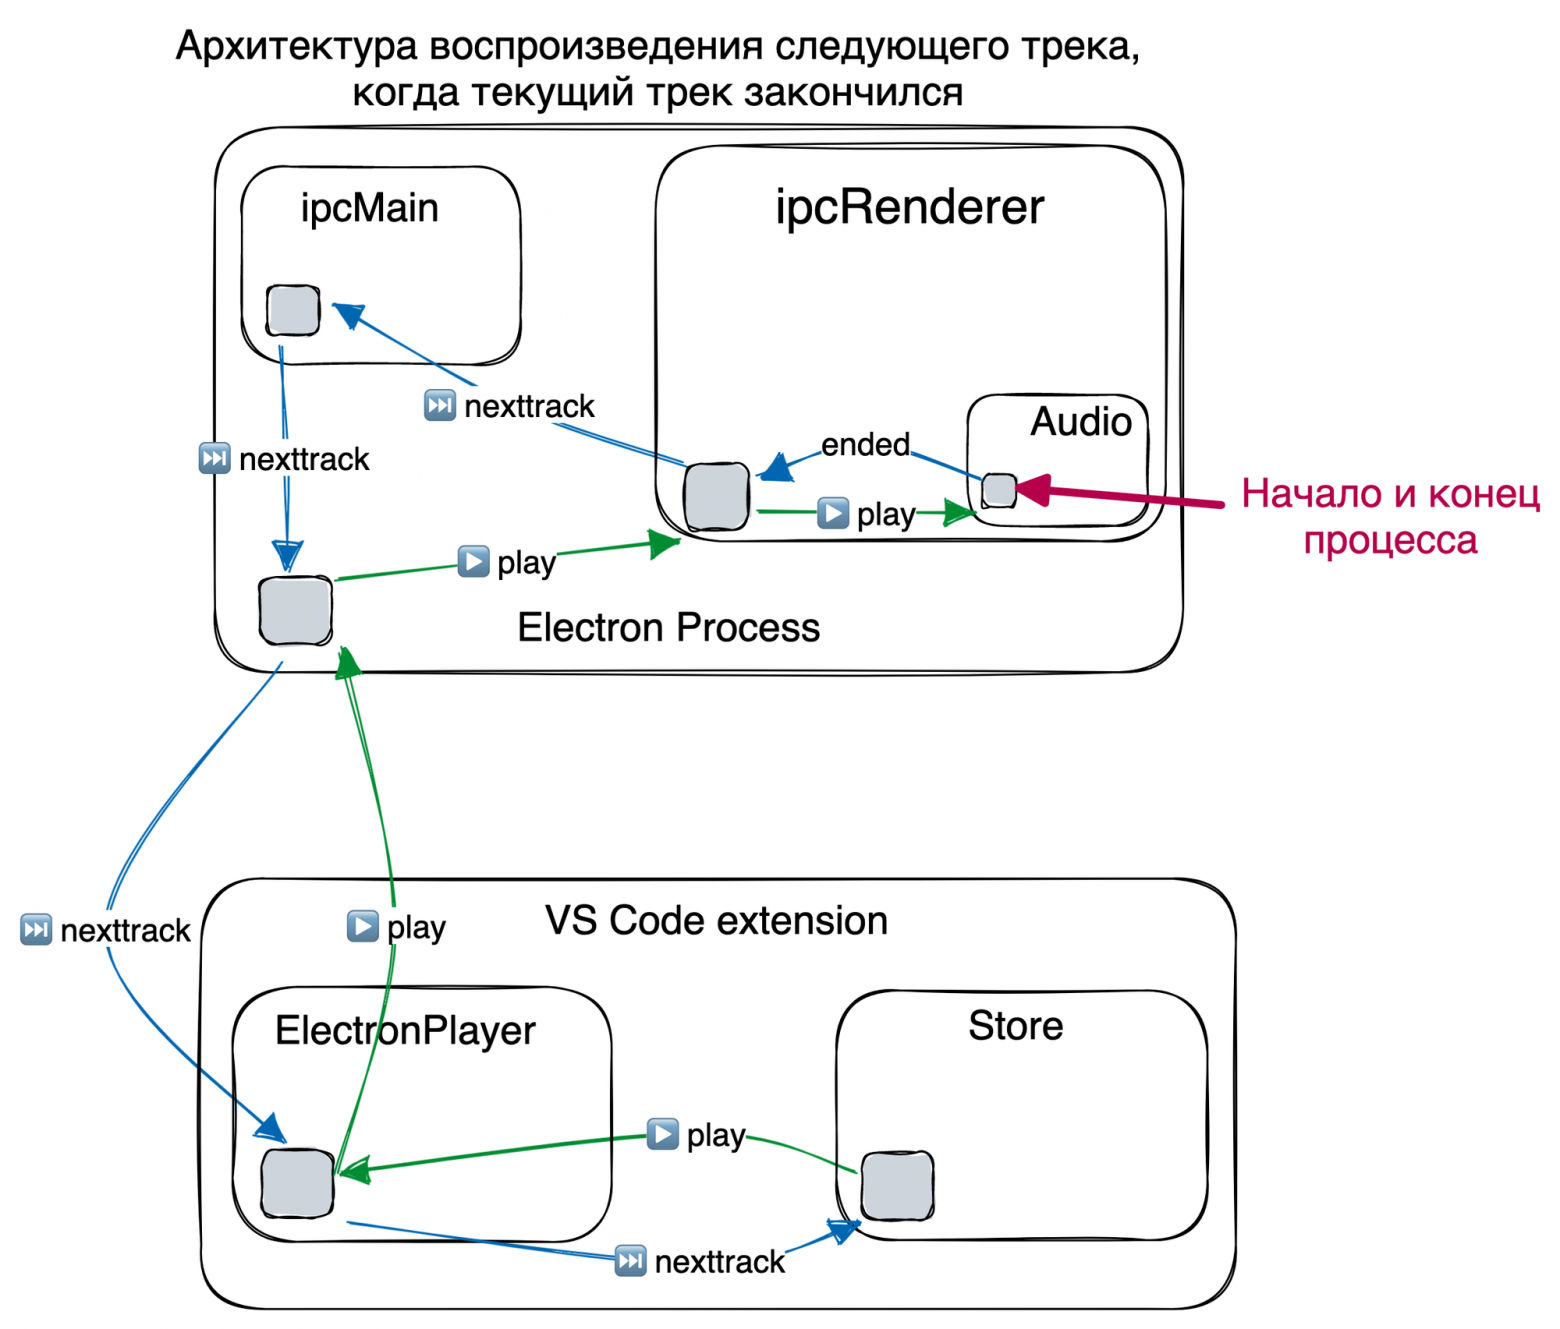 Архитектура воспроизведения следующего трека,
когда текущий трек закончился
ipcMain
ipcRenderer
⏭ nexttrack
Audio
ended
⏭ nexttrack
▶ play
Начало и конец
процесса
▶ play
Electron Process
⏭ nexttrack
▶ play
VS Code extension
ElectronPlayer
Store
▶ play
⏭ nexttrack